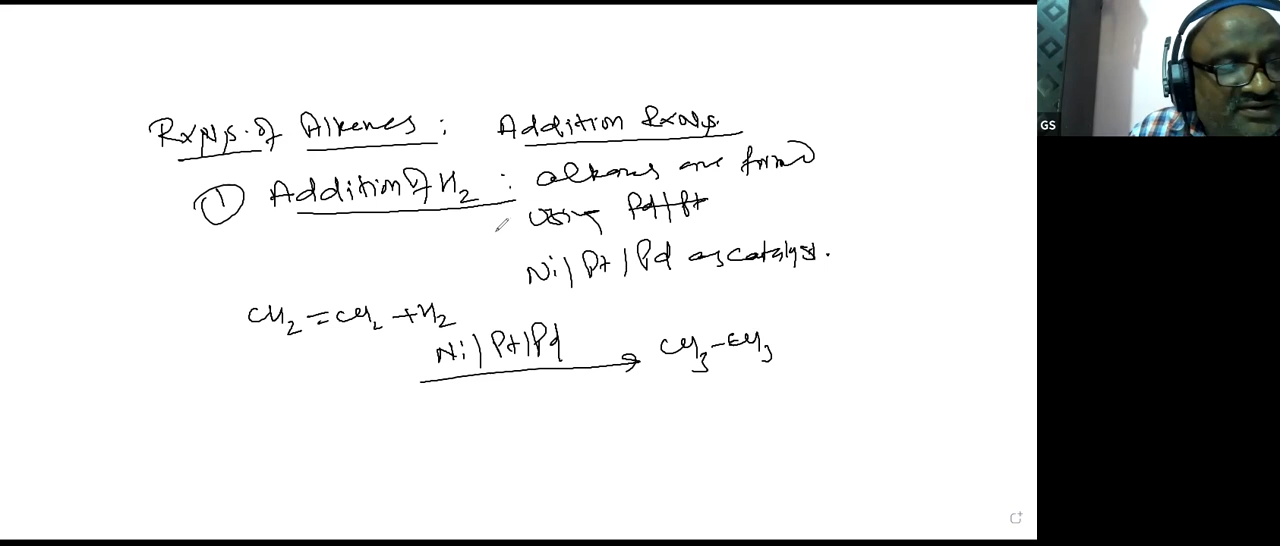 Rxns. of Alkenes : Addition Rxns.
① Addition of H₂ : alkanes are formed
using Pd/Pt
Ni/Pt/Pd as catalyst.
CH₂=CH₂ + H₂
Ni/Pt/Pd → CH₃-CH₃
GS